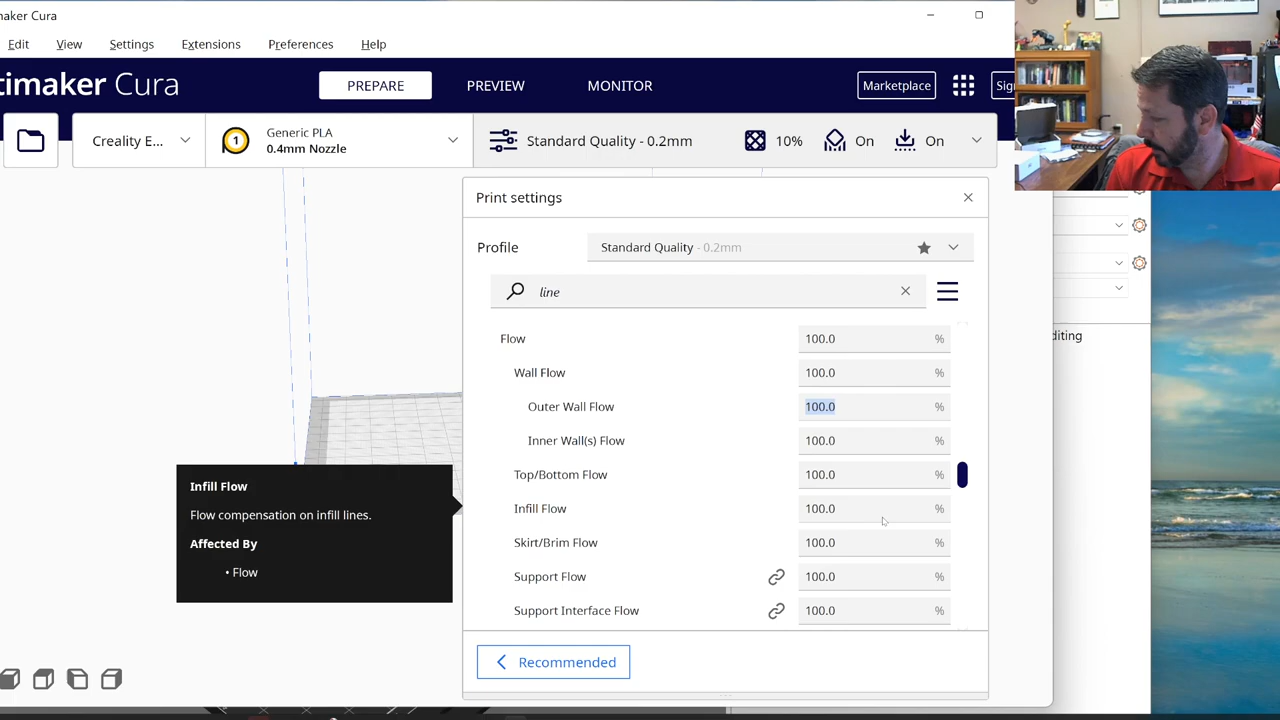 maker Cura
Edit View Settings Extensions Preferences Help
timaker Cura
PREPARE PREVIEW MONITOR
Marketplace
Sig
Creality E...
1
Generic PLA
0.4mm Nozzle
Standard Quality - 0.2mm
10%
On
On
Print settings
Profile
Standard Quality - 0.2mm
line
Flow 100.0 %
Wall Flow 100.0 %
Outer Wall Flow 100.0 %
Inner Wall(s) Flow 100.0 %
Top/Bottom Flow 100.0 %
Infill Flow 100.0 %
Skirt/Brim Flow 100.0 %
Support Flow 100.0 %
Support Interface Flow 100.0 %
Recommended
Infill Flow
Flow compensation on infill lines.
Affected By
• Flow
diting